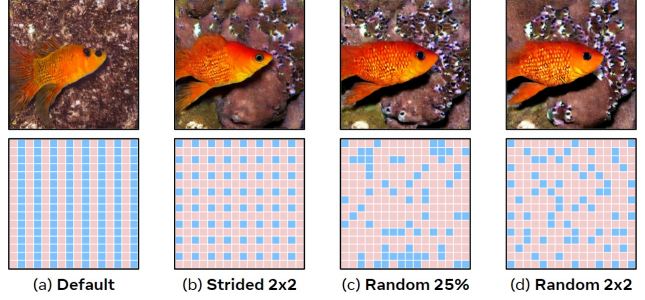 (a) Default
(b) Strided 2x2
(c) Random 25%
(d) Random 2x2